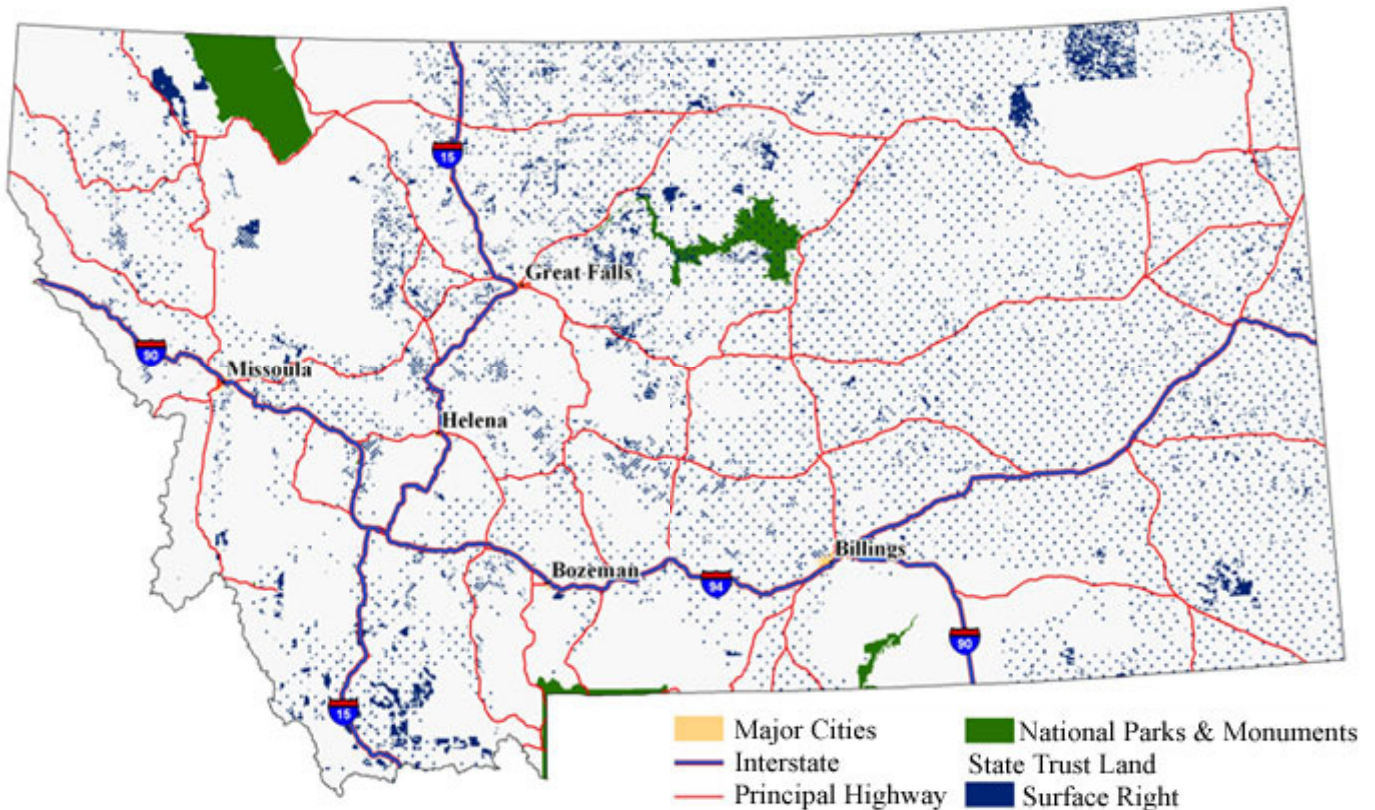 15
Great Falls
90
Missoula
Helena
Billings
Bozeman
94
90
15
Major Cities
National Parks & Monuments
Interstate
State Trust Land
Principal Highway
Surface Right